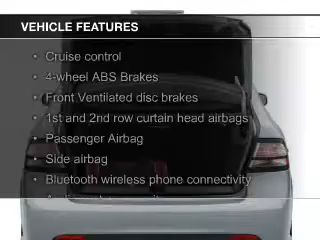 VEHICLE FEATURES
• Cruise control
• 4-wheel ABS Brakes
• Front Ventilated disc brakes
• 1st and 2nd row curtain head airbags
• Passenger Airbag
• Side airbag
• Bluetooth wireless phone connectivity